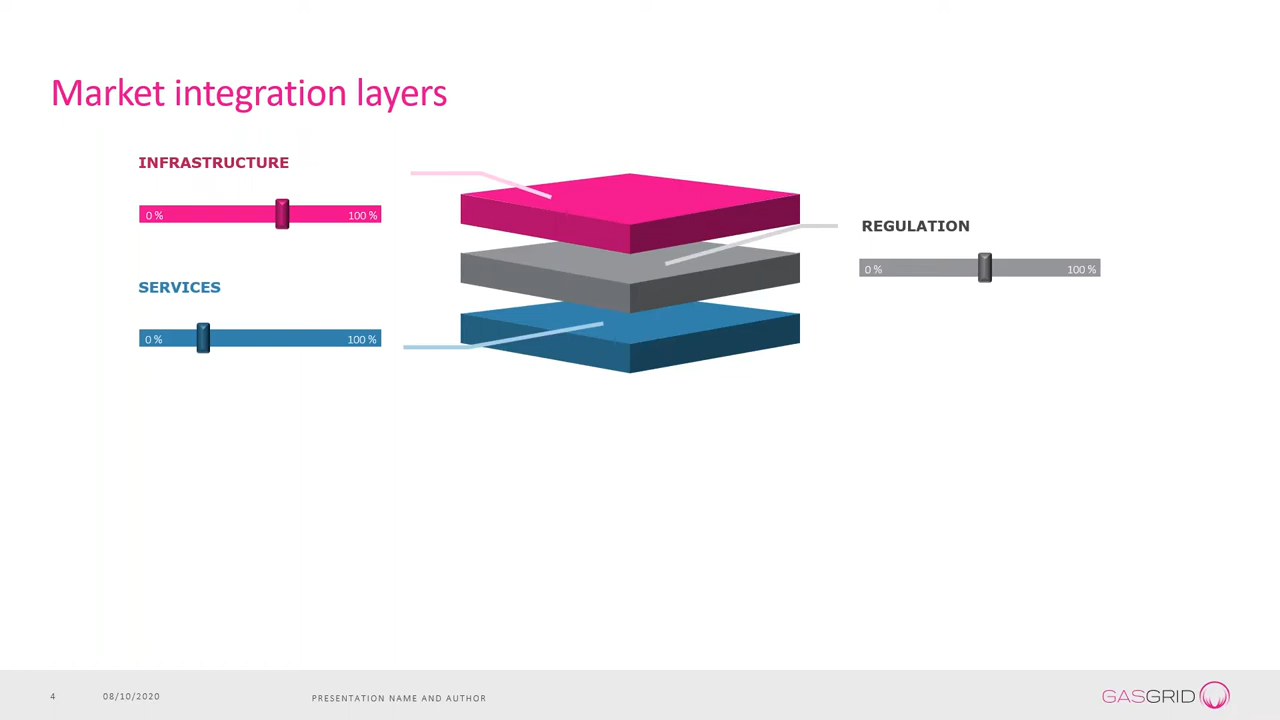 Market integration layers
INFRASTRUCTURE
0 % 100 %
REGULATION
0 % 100 %
SERVICES
0 % 100 %
4 08/10/2020 PRESENTATION NAME AND AUTHOR GASGRID